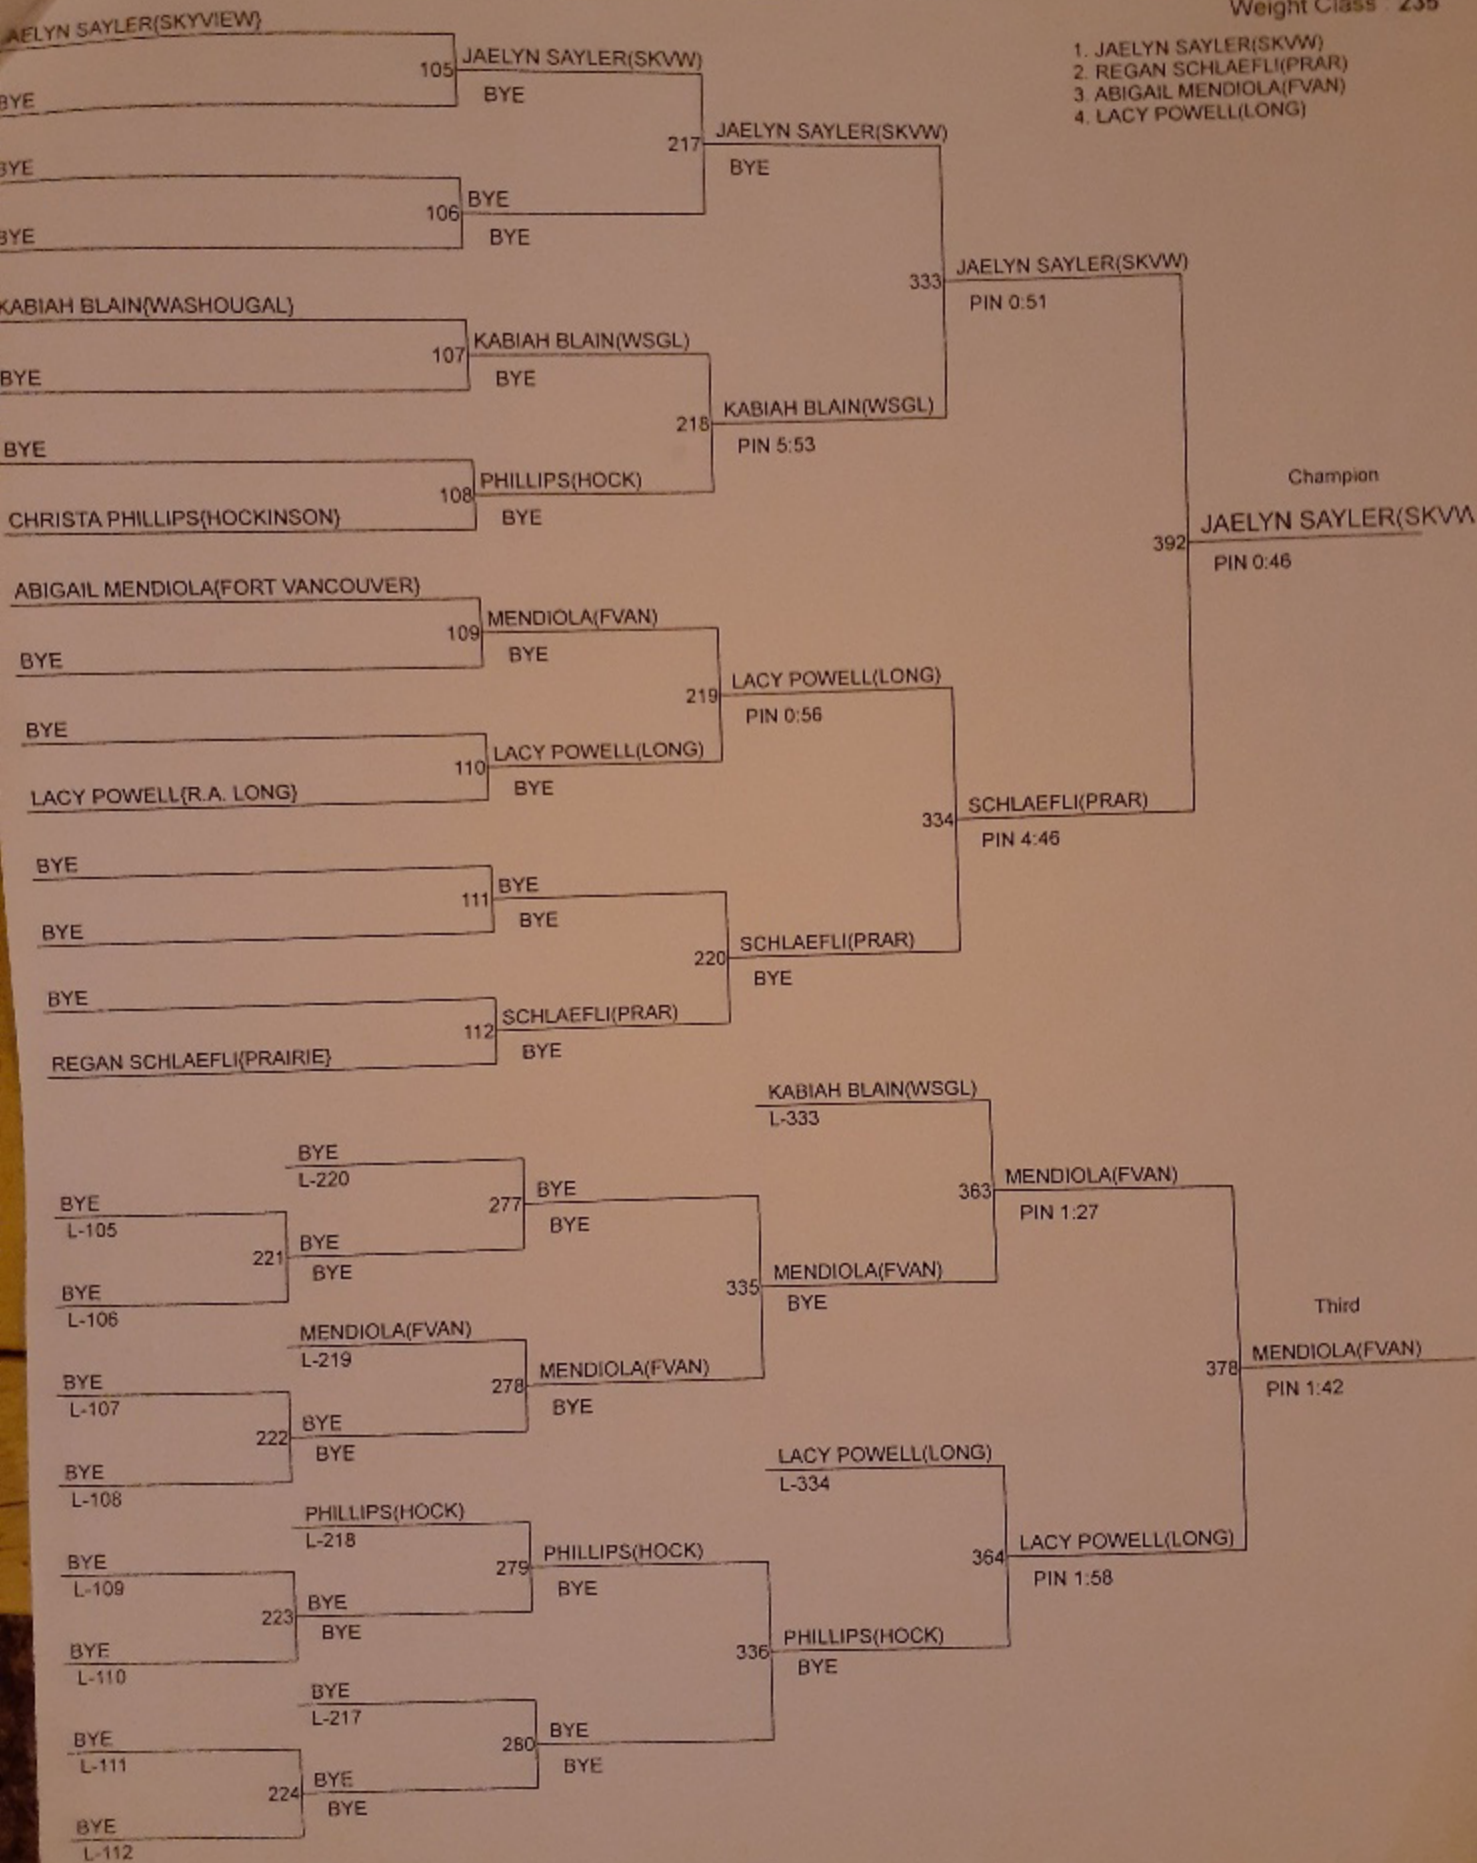 Weight Class : 235
1. JAELYN SAYLER(SKVW)
2. REGAN SCHLAEFLI(PRAR)
3. ABIGAIL MENDIOLA(FVAN)
4. LACY POWELL(LONG)
AELYN SAYLER{SKYVIEW}
105
JAELYN SAYLER(SKVW)
BYE
BYE
217
JAELYN SAYLER(SKVW)
BYE
BYE
106
BYE
BYE
BYE
333
JAELYN SAYLER(SKVW)
PIN 0:51
KABIAH BLAIN{WASHOUGAL}
107
KABIAH BLAIN(WSGL)
BYE
BYE
218
KABIAH BLAIN(WSGL)
PIN 5:53
BYE
108
PHILLIPS(HOCK)
BYE
CHRISTA PHILLIPS{HOCKINSON}
Champion
392
JAELYN SAYLER(SKVW
PIN 0:46
ABIGAIL MENDIOLA{FORT VANCOUVER}
109
MENDIOLA(FVAN)
BYE
BYE
219
LACY POWELL(LONG)
PIN 0:56
BYE
110
LACY POWELL(LONG)
BYE
LACY POWELL{R.A. LONG}
334
SCHLAEFLI(PRAR)
PIN 4:46
BYE
111
BYE
BYE
BYE
220
SCHLAEFLI(PRAR)
BYE
BYE
112
SCHLAEFLI(PRAR)
BYE
REGAN SCHLAEFLI{PRAIRIE}
KABIAH BLAIN(WSGL)
L-333
BYE
L-220
363
MENDIOLA(FVAN)
PIN 1:27
277
BYE
BYE
BYE
L-105
221
BYE
BYE
BYE
L-106
335
MENDIOLA(FVAN)
BYE
Third
MENDIOLA(FVAN)
L-219
378
MENDIOLA(FVAN)
PIN 1:42
278
MENDIOLA(FVAN)
BYE
BYE
L-107
222
BYE
BYE
BYE
L-108
LACY POWELL(LONG)
L-334
PHILLIPS(HOCK)
L-218
364
LACY POWELL(LONG)
PIN 1:58
279
PHILLIPS(HOCK)
BYE
BYE
L-109
223
BYE
BYE
BYE
L-110
336
PHILLIPS(HOCK)
BYE
BYE
L-217
280
BYE
BYE
BYE
L-111
224
BYE
BYE
BYE
L-112